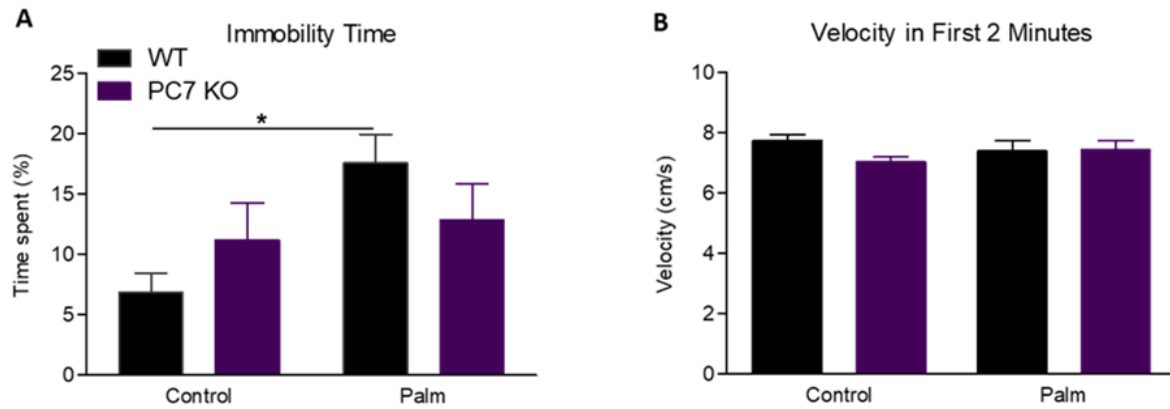 A
Immobility Time
WT
PC7 KO
25
20
15
10
5
0
*
Time spent (%)
Control
Palm
B
Velocity in First 2 Minutes
10
8
6
4
2
0
Velocity (cm/s)
Control
Palm